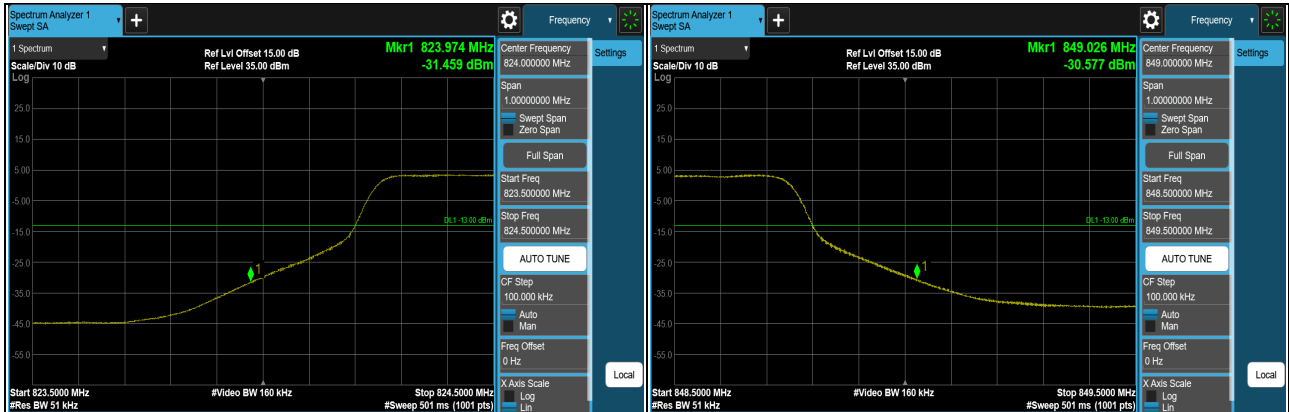 Spectrum Analyzer 1
Swept SA
Frequency
1 Spectrum
Scale/Div 10 dB
Ref Lvl Offset 15.00 dB
Ref Level 35.00 dBm
Mkr1 823.974 MHz
-31.459 dBm
Log
25.0
15.0
5.00
-5.00
-15.0
-25.0
-35.0
-45.0
-55.0
DL1 -13.00 dBm
1
Start 823.5000 MHz
#Res BW 51 kHz
#Video BW 160 kHz
Stop 824.5000 MHz
#Sweep 501 ms (1001 pts)
Center Frequency
824.000000 MHz
Settings
Span
1.00000000 MHz
Swept Span
Zero Span
Full Span
Start Freq
823.500000 MHz
Stop Freq
824.500000 MHz
AUTO TUNE
CF Step
100.000 kHz
Auto
Man
Freq Offset
0 Hz
Local
X Axis Scale
Log
Lin
Spectrum Analyzer 1
Swept SA
Frequency
1 Spectrum
Scale/Div 10 dB
Ref Lvl Offset 15.00 dB
Ref Level 35.00 dBm
Mkr1 849.026 MHz
-30.577 dBm
Log
25.0
15.0
5.00
-5.00
-15.0
-25.0
-35.0
-45.0
-55.0
DL1 -13.00 dBm
1
Start 848.5000 MHz
#Res BW 51 kHz
#Video BW 160 kHz
Stop 849.5000 MHz
#Sweep 501 ms (1001 pts)
Center Frequency
849.000000 MHz
Settings
Span
1.00000000 MHz
Swept Span
Zero Span
Full Span
Start Freq
848.500000 MHz
Stop Freq
849.500000 MHz
AUTO TUNE
CF Step
100.000 kHz
Auto
Man
Freq Offset
0 Hz
Local
X Axis Scale
Log
Lin